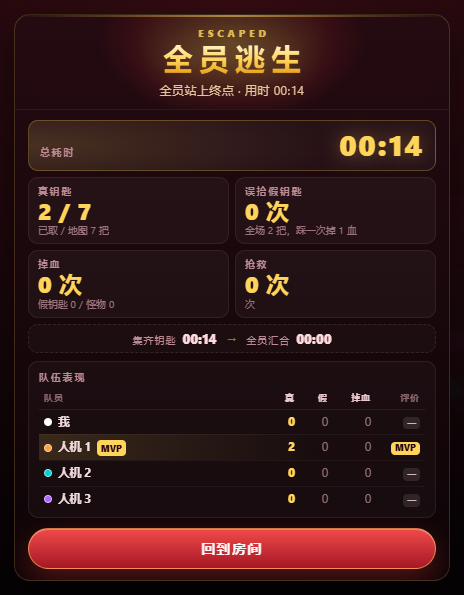 ESCAPED
全员逃生
全员站上终点 · 用时 00:14
总耗时 00:14
真钥匙
2 / 7
已取 / 地图 7 把
误拾假钥匙
0 次
全场 2 把，踩一次掉 1 血
掉血
0 次
假钥匙 0 / 怪物 0
抢救
0 次
次
集齐钥匙 00:14 → 全员汇合 00:00
队伍表现
队员 真 假 掉血 评价
我 0 0 0 —
人机 1 MVP 2 0 0 MVP
人机 2 0 0 0 —
人机 3 0 0 0 —
回到房间